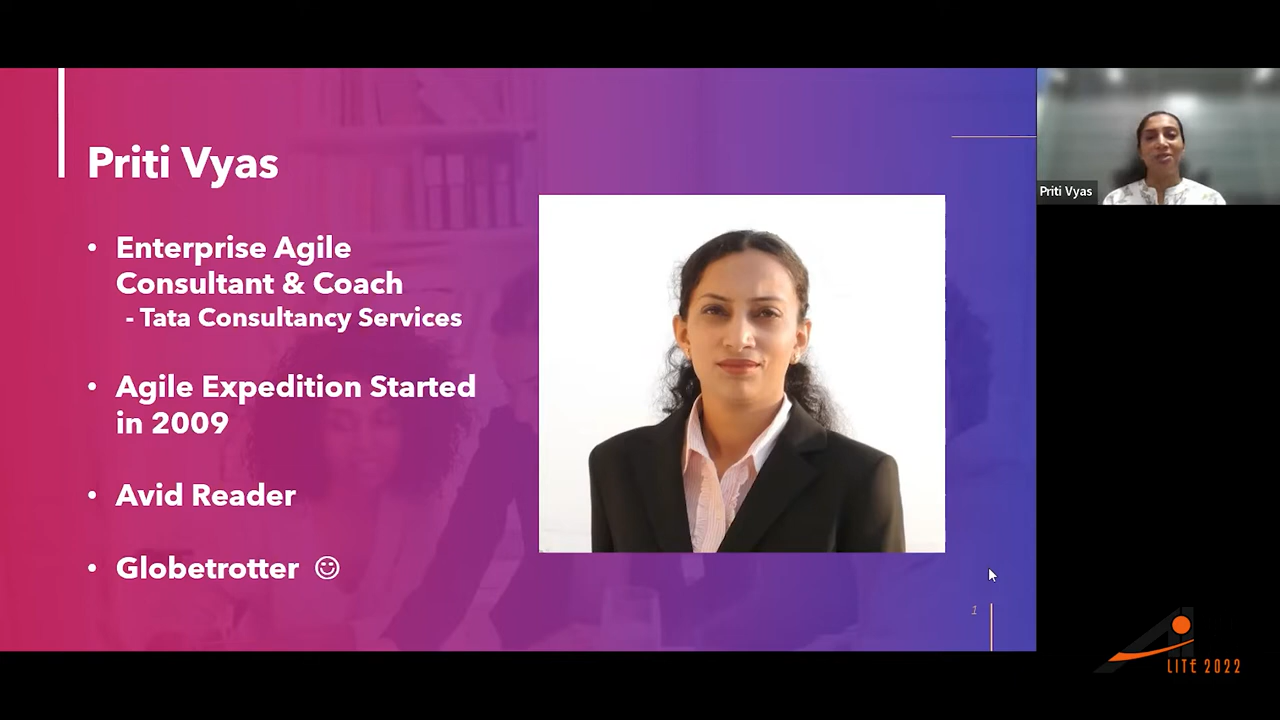 Priti Vyas
• Enterprise Agile
Consultant & Coach
- Tata Consultancy Services
• Agile Expedition Started
in 2009
• Avid Reader
• Globetrotter ☺
1
Priti Vyas
LITE 2022